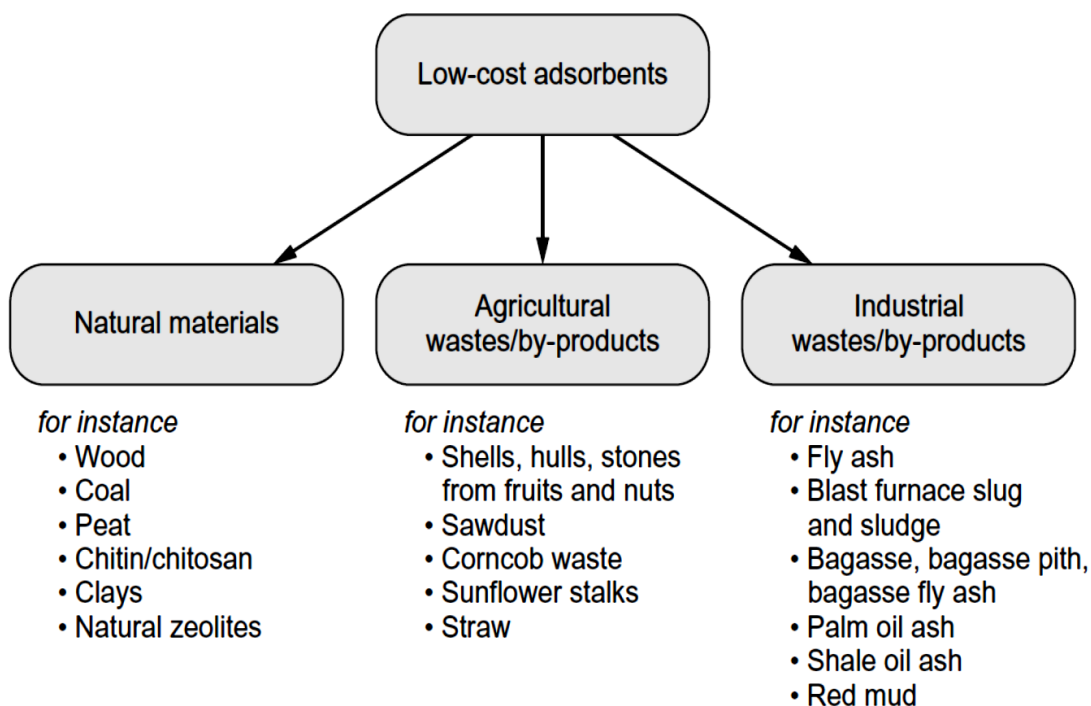 Low-cost adsorbents
Natural materials
for instance
• Wood
• Coal
• Peat
• Chitin/chitosan
• Clays
• Natural zeolites
Agricultural
wastes/by-products
for instance
• Shells, hulls, stones
from fruits and nuts
• Sawdust
• Corncob waste
• Sunflower stalks
• Straw
Industrial
wastes/by-products
for instance
• Fly ash
• Blast furnace slug
and sludge
• Bagasse, bagasse pith,
bagasse fly ash
• Palm oil ash
• Shale oil ash
• Red mud